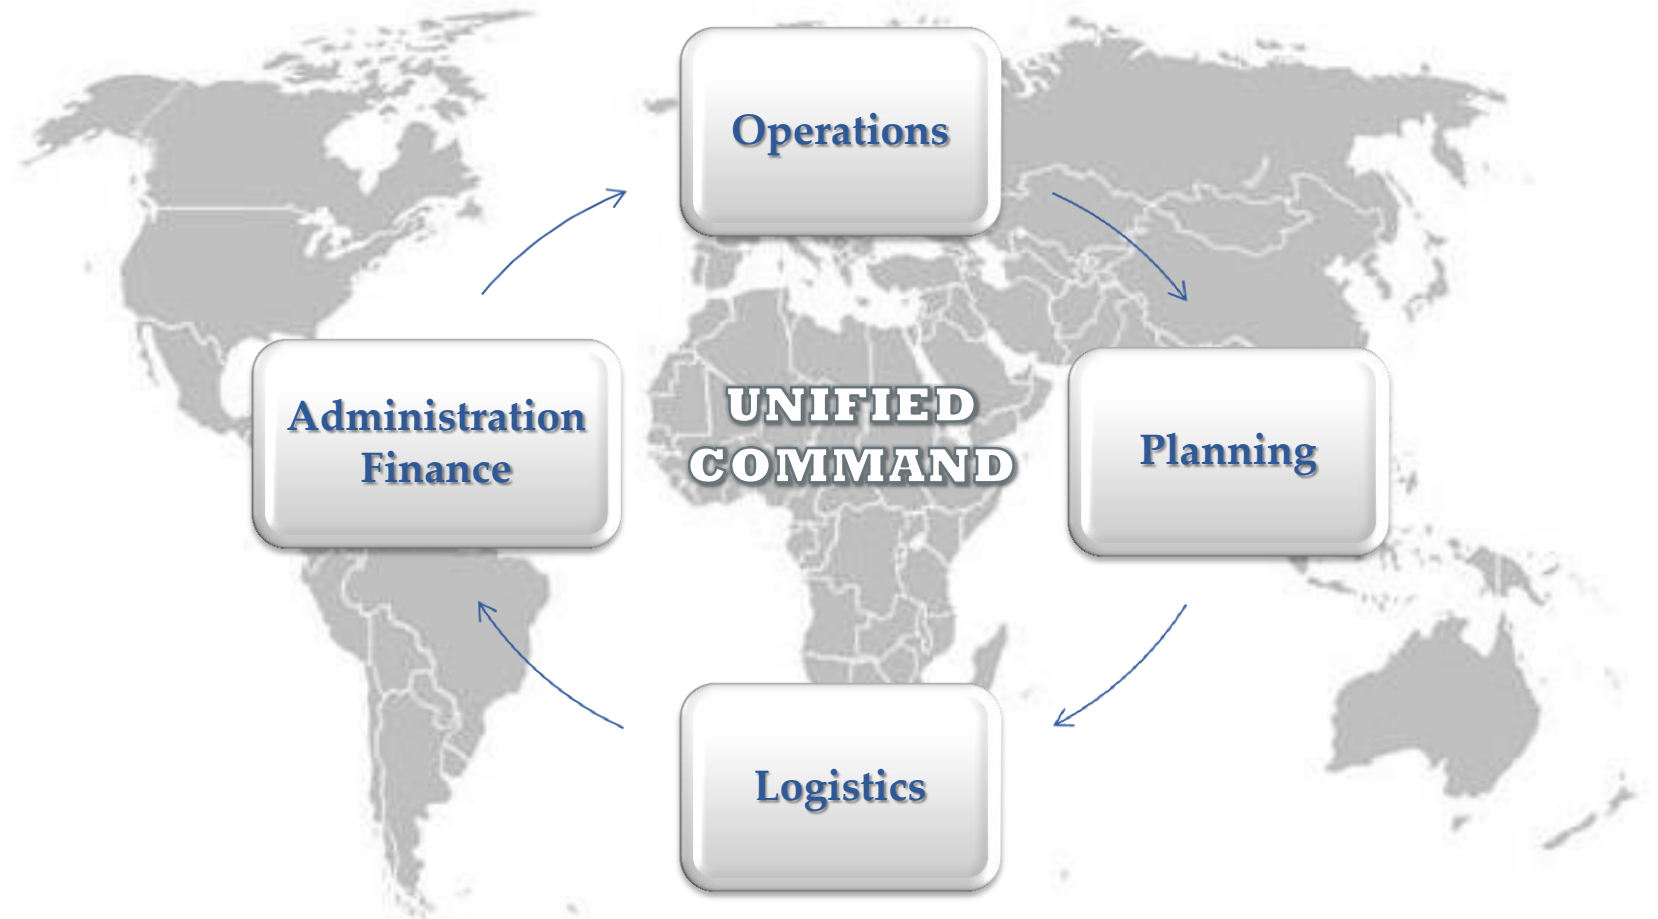 Operations
Administration
Finance
UNIFIED
COMMAND
Planning
Logistics